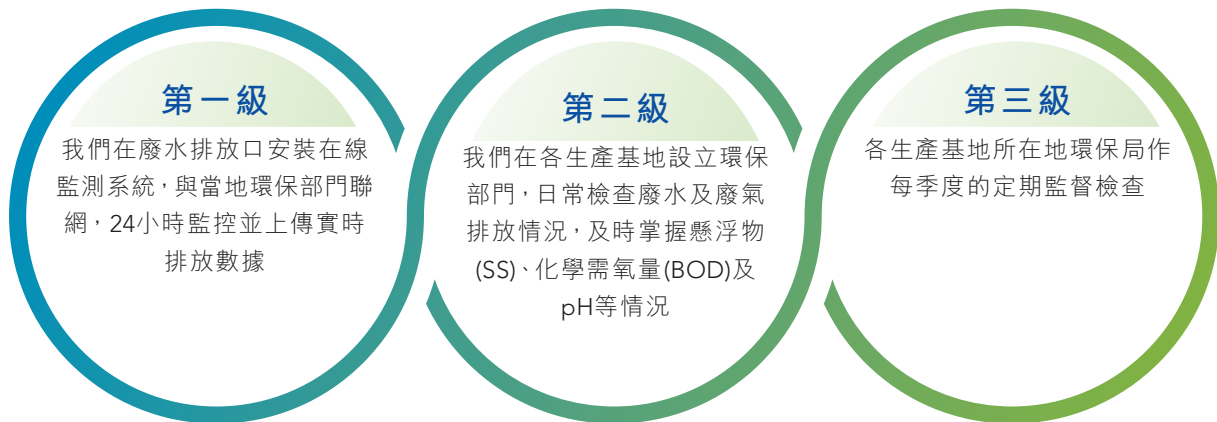 第一級
我們在廢水排放口安裝在線
監測系統，與當地環保部門聯
網，24小時監控並上傳實時
排放數據
第二級
我們在各生產基地設立環保
部門，日常檢查廢水及廢氣
排放情況，及時掌握懸浮物
(SS)、化學需氧量(BOD)及
pH等情況
第三級
各生產基地所在地環保局作
每季度的定期監督檢查